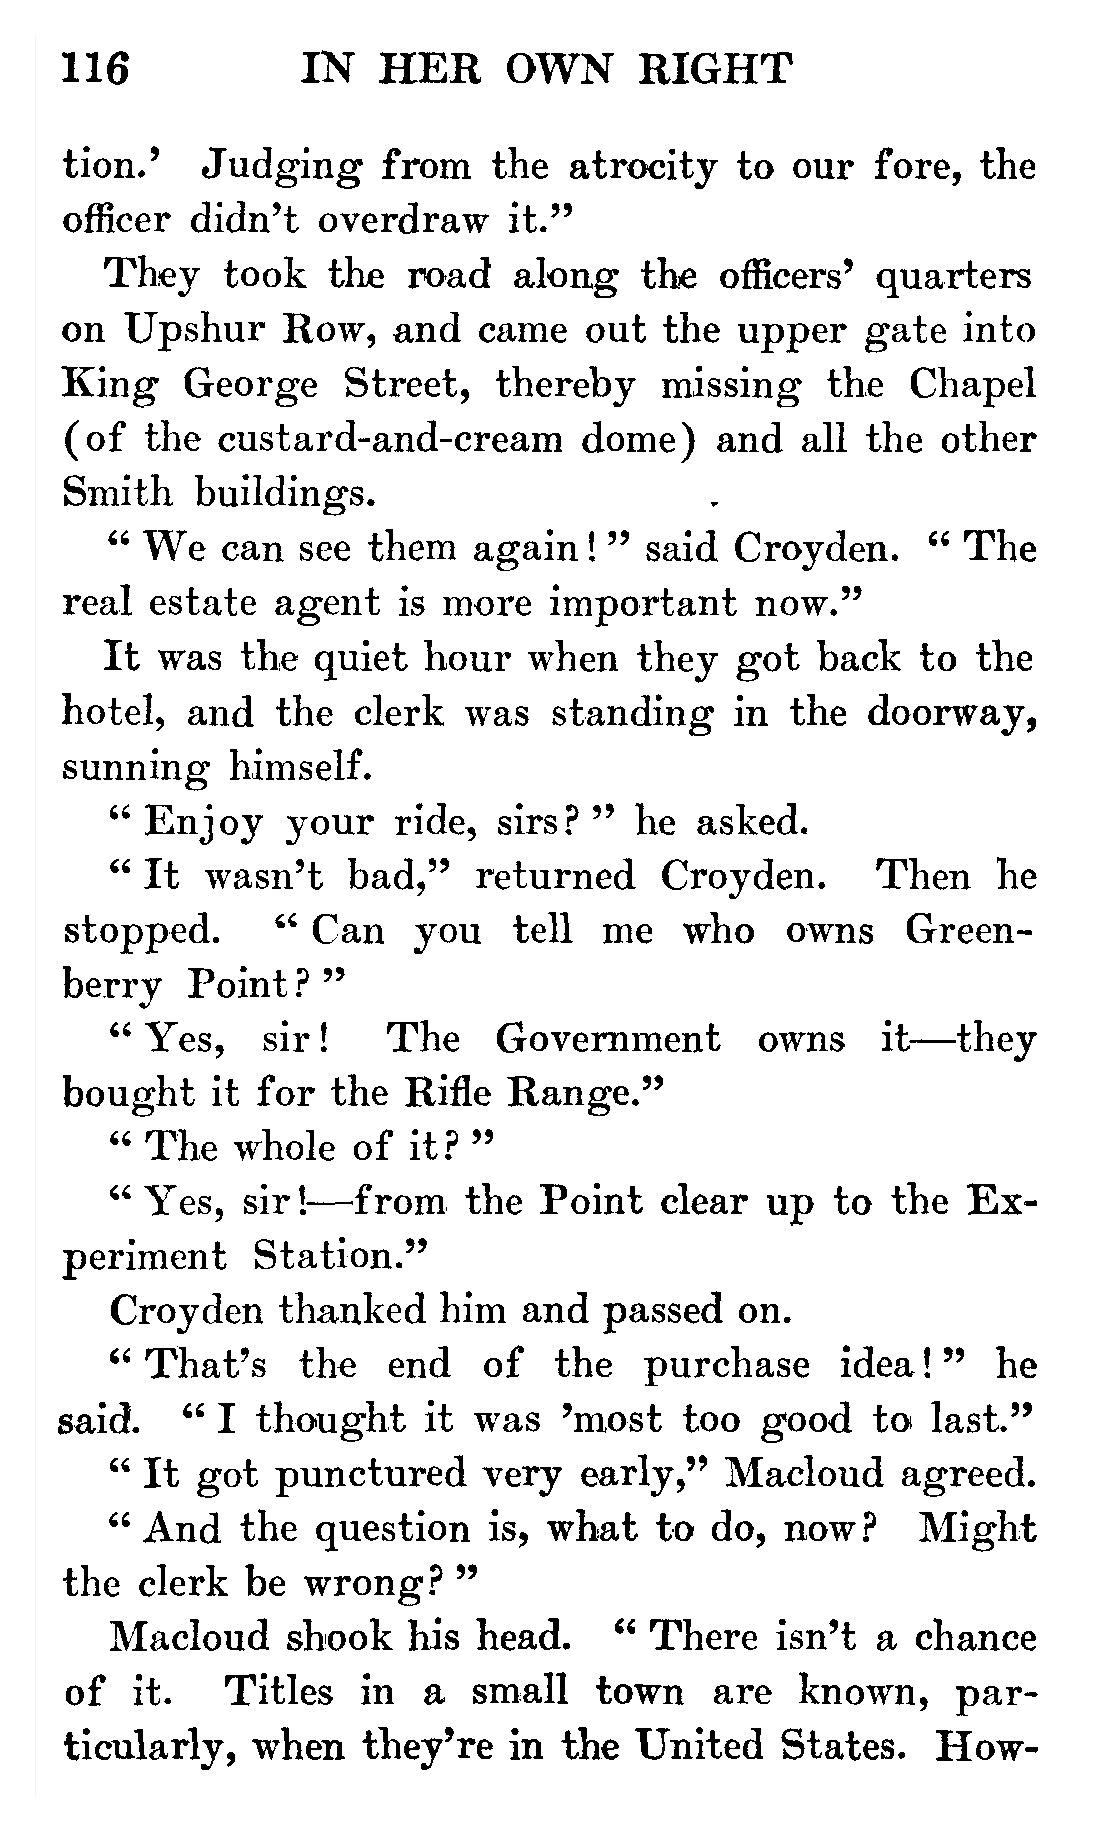 116 IN HER OWN RIGHT
tion.’ Judging from the atrocity to our fore, the
officer didn’t overdraw it.”
They took the road along the officers’ quarters
on Upshur Row, and came out the upper gate into
King George Street, thereby missing the Chapel
(of the custard-and-cream dome) and all the other
Smith buildings.
“ We can see them again! ” said Croyden. “ The
real estate agent is more important now.”
It was the quiet hour when they got back to the
hotel, and the clerk was standing in the doorway,
sunning himself.
“ Enjoy your ride, sirs? ” he asked.
“ It wasn’t bad,” returned Croyden. Then he
stopped. “ Can you tell me who owns Green-
berry Point? ”
“ Yes, sir! The Government owns it—they
bought it for the Rifle Range.”
“ The whole of it? ”
“ Yes, sir!—from the Point clear up to the Ex-
periment Station.”
Croyden thanked him and passed on.
“ That’s the end of the purchase idea! ” he
said. “ I thought it was ’most too good to last.”
“ It got punctured very early,” Macloud agreed.
“ And the question is, what to do, now? Might
the clerk be wrong? ”
Macloud shook his head. “ There isn’t a chance
of it. Titles in a small town are known, par-
ticularly, when they’re in the United States. How-